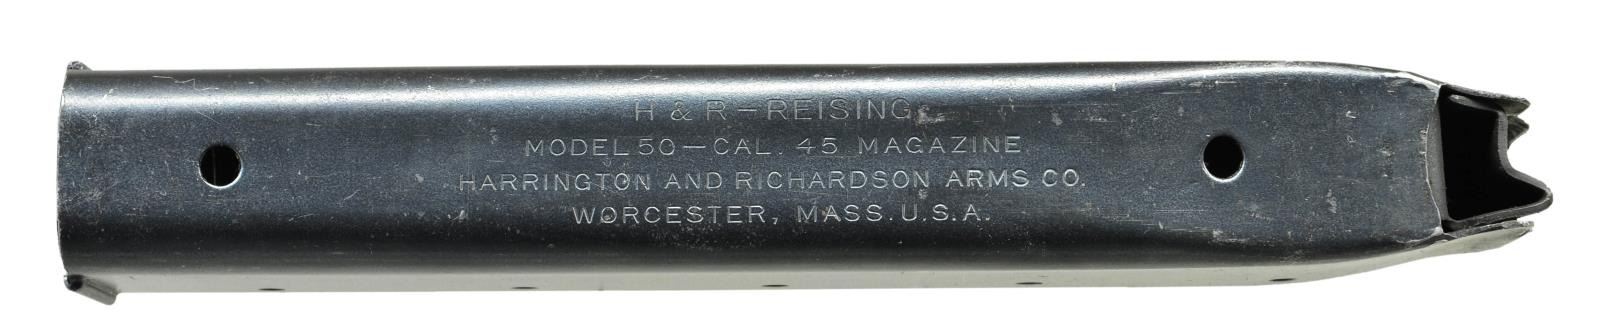 H & R-REISING
MODEL 50-CAL. 45 MAGAZINE
HARRINGTON AND RICHARDSON ARMS CO.
WORCESTER, MASS. U.S.A.